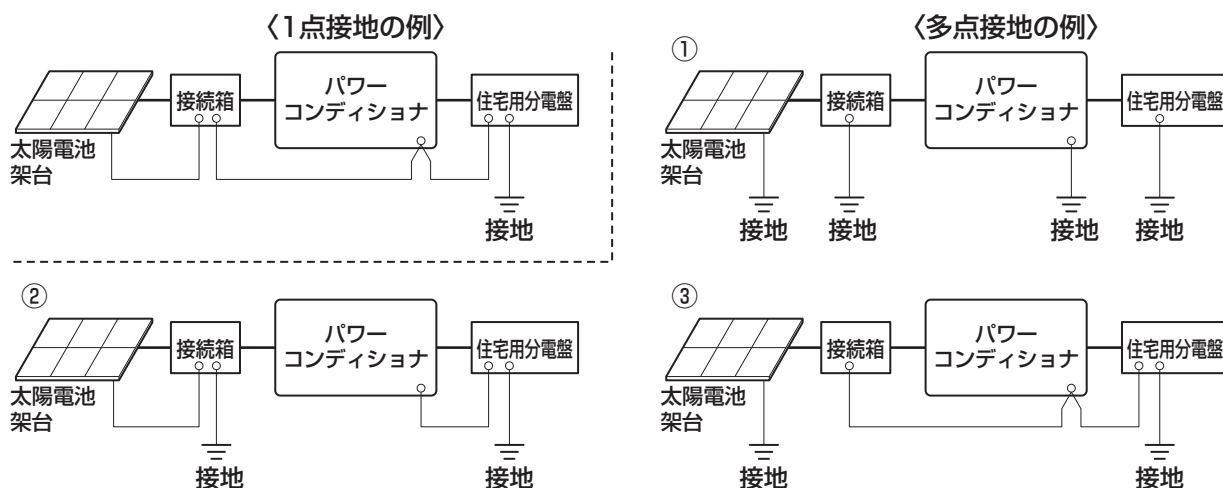 〈1点接地の例〉
接続箱
パワー
コンディショナ
住宅用分電盤
太陽電池
架台
接地
〈多点接地の例〉
①
接続箱
パワー
コンディショナ
住宅用分電盤
太陽電池
架台
接地
接地
接地
接地
②
接続箱
パワー
コンディショナ
住宅用分電盤
太陽電池
架台
接地
接地
③
接続箱
パワー
コンディショナ
住宅用分電盤
太陽電池
架台
接地
接地